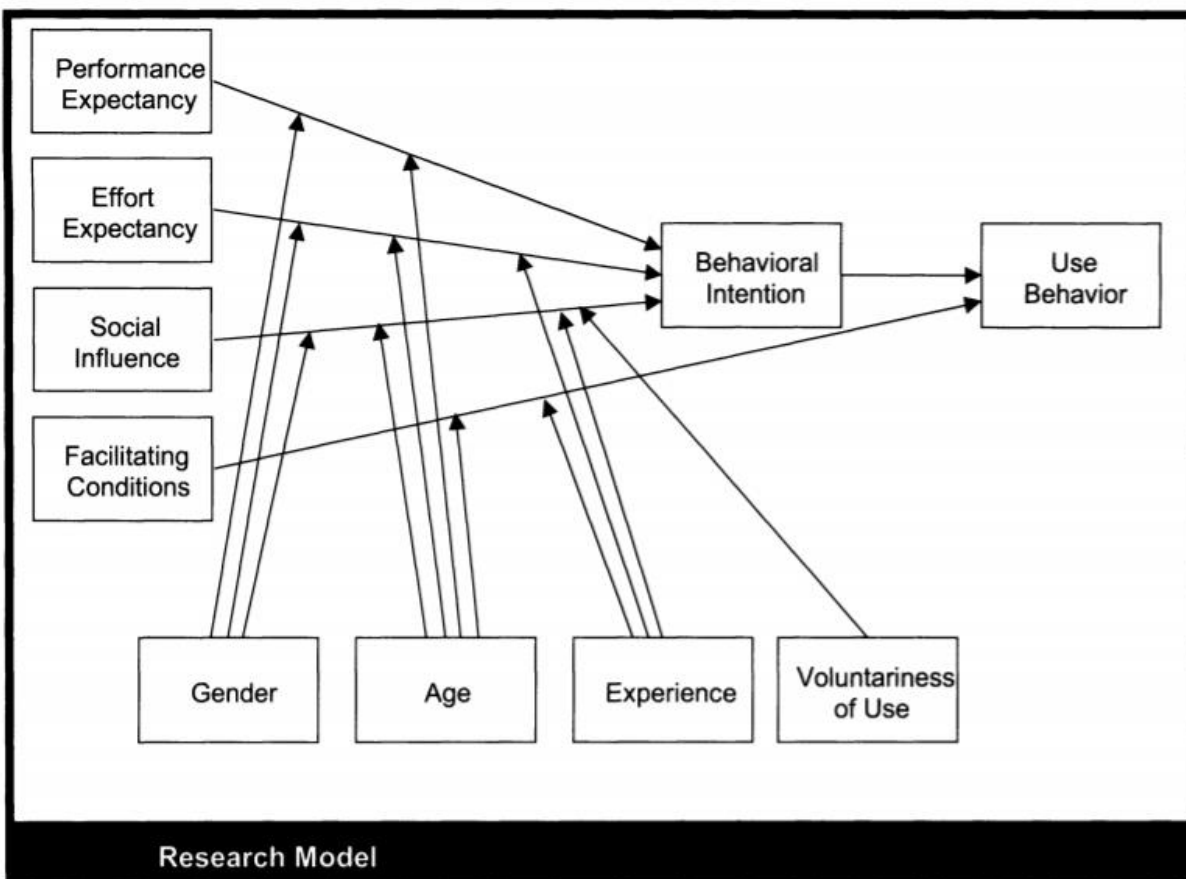 Performance
Expectancy
Effort
Expectancy
Social
Influence
Facilitating
Conditions
Behavioral
Intention
Use
Behavior
Gender
Age
Experience
Voluntariness
of Use
Research Model